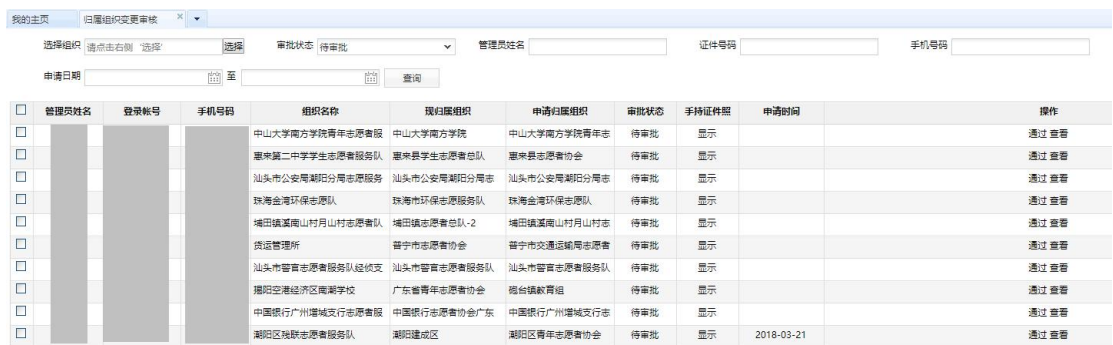 我的主页 归属组织变更审核
选择组织 请点击右侧 '选择' 选择 审批状态 待审批 管理员姓名 证件号码 手机号码
申请日期 至 查询
管理员姓名 登录帐号 手机号码 组织名称 现归属组织 申请归属组织 审批状态 手持证件照 申请时间 操作
中山大学南方学院青年志愿者服 中山大学南方学院 中山大学南方学院青年志 待审批 显示 通过 查看
惠来第二中学学生志愿者服务队 惠来县学生志愿者总队 惠来县志愿者协会 待审批 显示 通过 查看
汕头市公安局潮阳分局志愿服务 汕头市公安局潮阳分局志 汕头市公安局潮阳分局志 待审批 显示 通过 查看
珠海金湾环保志愿队 珠海市环保志愿服务队 珠海金湾环保志愿队 待审批 显示 通过 查看
埔田镇溪南山村月山村志愿者队 埔田镇志愿者总队-2 埔田镇溪南山村月山村志 待审批 显示 通过 查看
货运管理所 普宁市志愿者协会 普宁市交通运输局志愿者 待审批 显示 通过 查看
汕头市警官志愿者服务队经侦支 汕头市警官志愿者服务队 汕头市警官志愿者服务队 待审批 显示 通过 查看
揭阳空港经济区南潮学校 广东省青年志愿者协会 砲台镇教育组 待审批 显示 通过 查看
中国银行广州增城支行志愿者服 中国银行志愿者协会广东 中国银行广州增城支行志 待审批 显示 通过 查看
潮阳区残联志愿者服务队 潮阳建成区 潮阳区青年志愿者协会 待审批 显示 2018-03-21 通过 查看